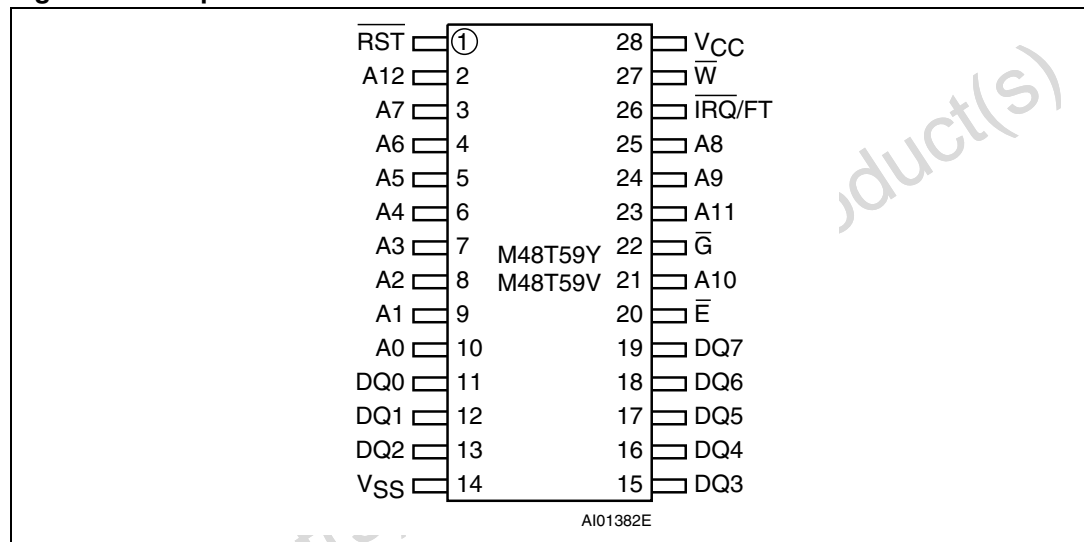 RST 1 28 VCC
A12 2 27 W
A7 3 26 IRQ/FT
A6 4 25 A8
A5 5 24 A9
A4 6 23 A11
A3 7 M48T59Y 22 G
A2 8 M48T59V 21 A10
A1 9 20 E
A0 10 19 DQ7
DQ0 11 18 DQ6
DQ1 12 17 DQ5
DQ2 13 16 DQ4
VSS 14 15 DQ3
AI01382E